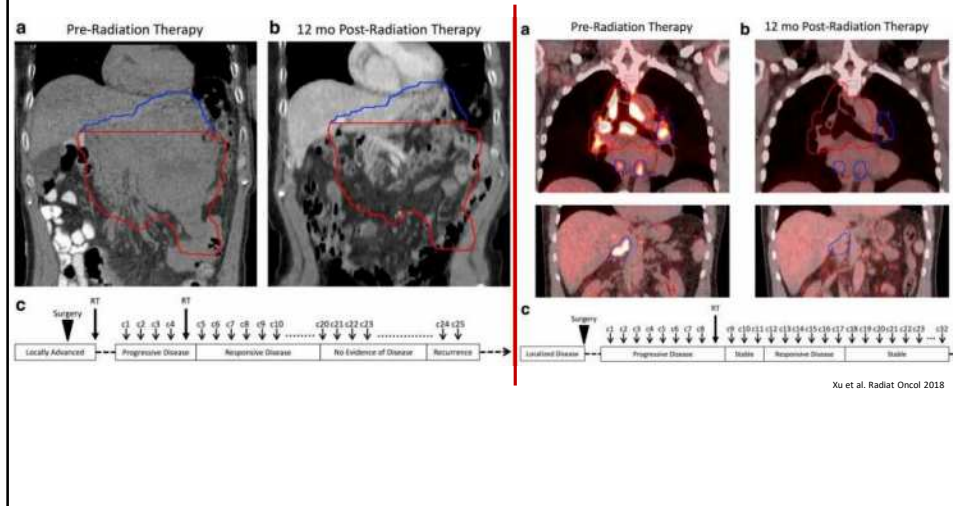 a Pre-Radiation Therapy b 12 mo Post-Radiation Therapy
c
Surgery RT RT
c1 c2 c3 c4 c5 c6 c7 c8 c9 c10 c20 c21 c22 c23 c24 c25
Locally Advanced Progressive Disease Responsive Disease No Evidence of Disease Recurrence
a Pre-Radiation Therapy b 12 mo Post-Radiation Therapy
c
Surgery RT
c1 c2 c3 c4 c5 c6 c7 c8 c9 c10 c11 c12 c13 c14 c15 c16 c17 c18 c19 c20 c21 c22 c23 ... c32
Localized Disease Progressive Disease Stable Responsive Disease Stable
Xu et al. Radiat Oncol 2018